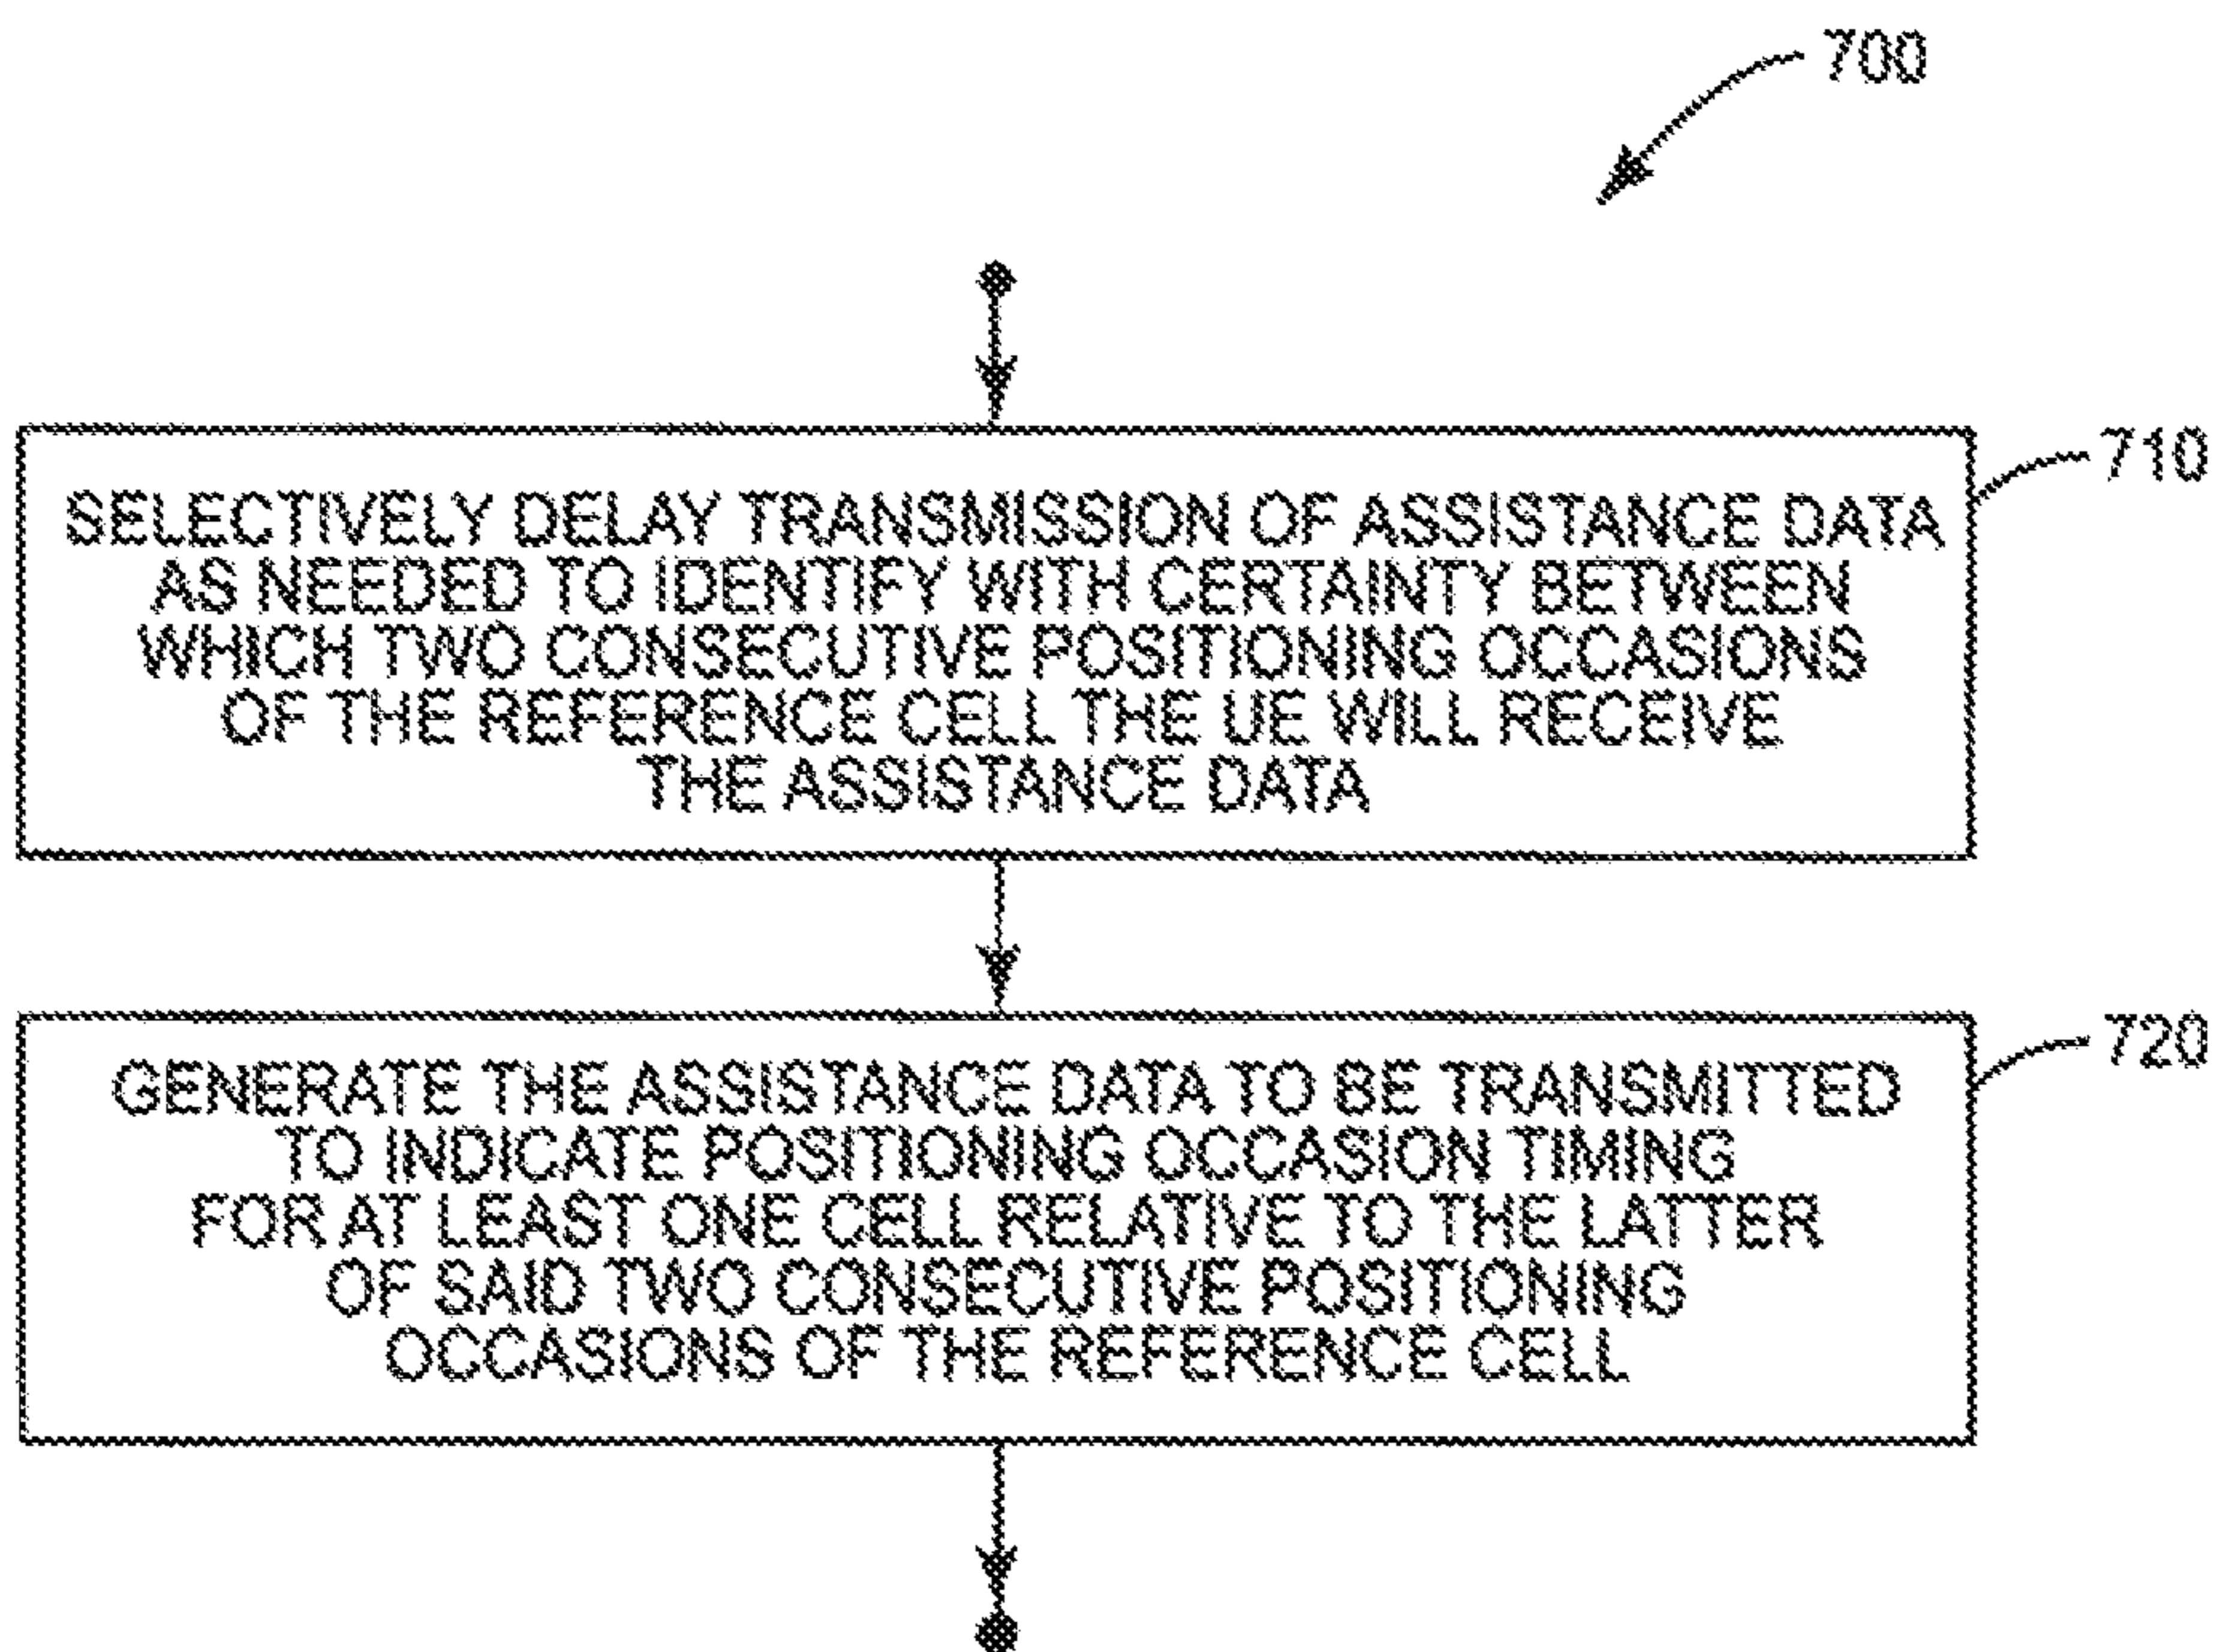 700
710
SELECTIVELY DELAY TRANSMISSION OF ASSISTANCE DATA
AS NEEDED TO IDENTIFY WITH CERTAINTY BETWEEN
WHICH TWO CONSECUTIVE POSITIONING OCCASIONS
OF THE REFERENCE CELL THE UE WILL RECEIVE
THE ASSISTANCE DATA
720
GENERATE THE ASSISTANCE DATA TO BE TRANSMITTED
TO INDICATE POSITIONING OCCASION TIMING
FOR AT LEAST ONE CELL RELATIVE TO THE LATTER
OF SAID TWO CONSECUTIVE POSITIONING
OCCASIONS OF THE REFERENCE CELL